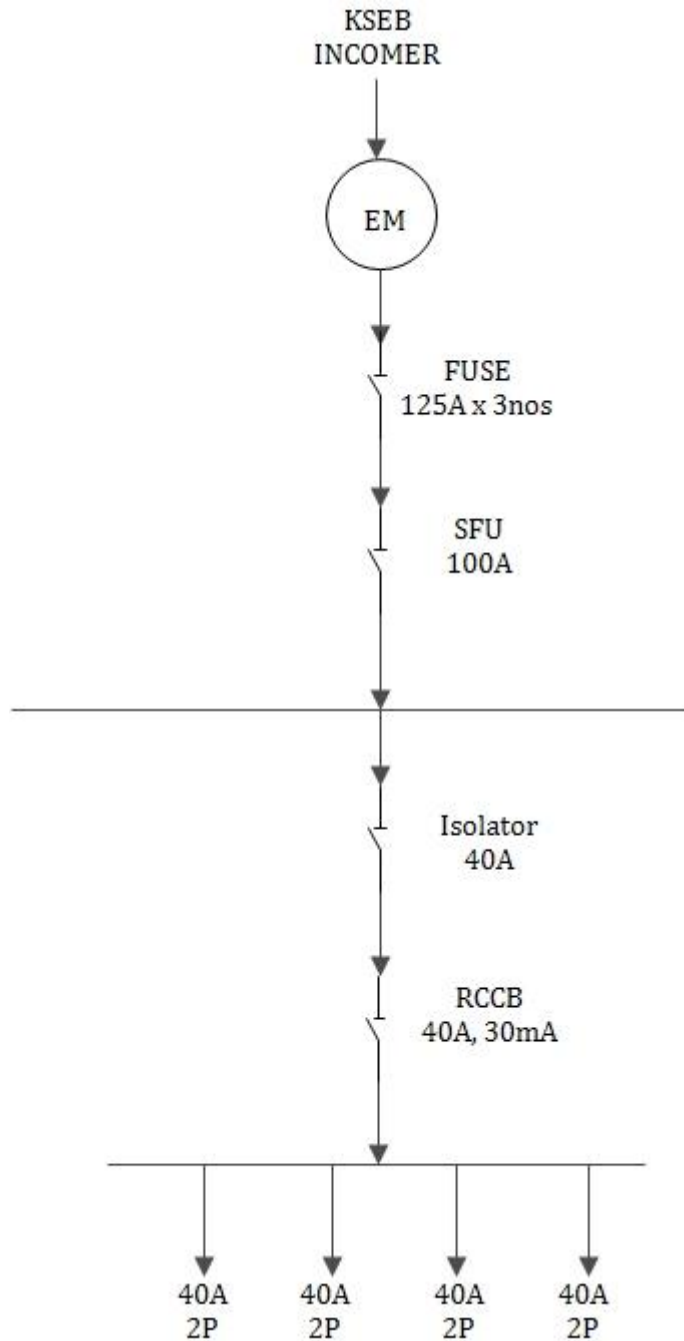 KSEB
INCOMER
EM
FUSE
125A x 3nos
SFU
100A
Isolator
40A
RCCB
40A, 30mA
40A 40A 40A 40A
2P 2P 2P 2P